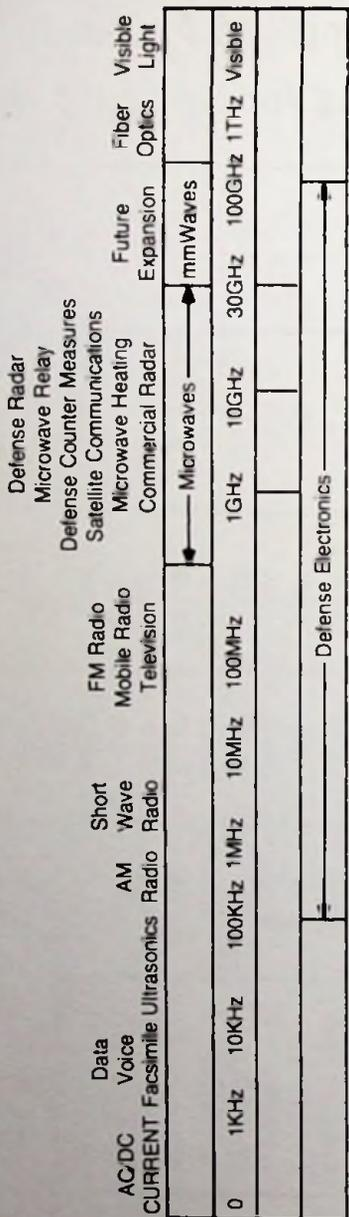 Defense Radar
Microwave Relay
Defense Counter Measures
Data Short FM Radio Satellite Communications
AC/DC Voice AM Wave Mobile Radio Microwave Heating Future Fiber Visible
CURRENT Facsimile Ultrasonics Radio Radio Television Commercial Radar Expansion Optics Light
Microwaves mmWaves
0 1KHz 10KHz 100KHz 1MHz 10MHz 100MHz 1GHz 10GHz 30GHz 100GHz 1THz Visible
Defense Electronics